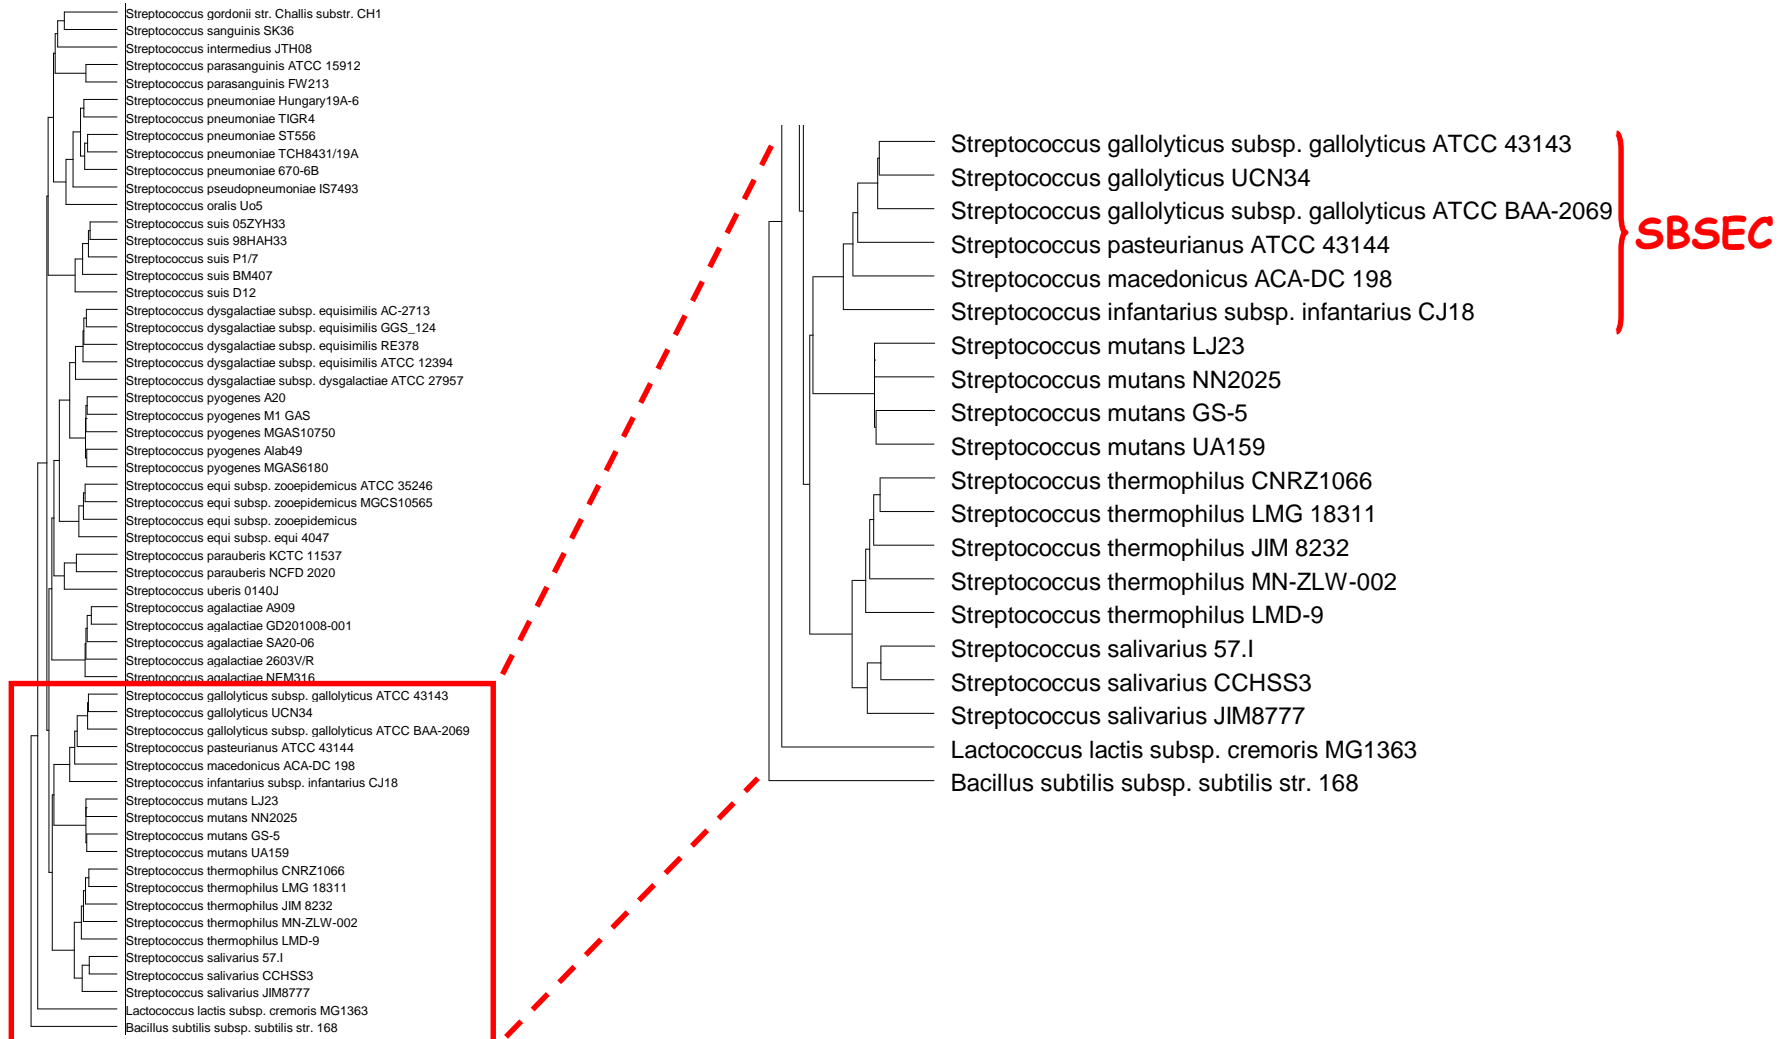 Streptococcus gordonii str. Challis substr. CH1
Streptococcus sanguinis SK36
Streptococcus intermedius JTH08
Streptococcus parasanguinis ATCC 15912
Streptococcus parasanguinis FW213
Streptococcus pneumoniae Hungary19A-6
Streptococcus pneumoniae TIGR4
Streptococcus pneumoniae ST556
Streptococcus pneumoniae TCH8431/19A
Streptococcus pneumoniae 670-6B
Streptococcus pseudopneumoniae IS7493
Streptococcus oralis Uo5
Streptococcus suis 05ZYH33
Streptococcus suis 98HAH33
Streptococcus suis P1/7
Streptococcus suis BM407
Streptococcus suis D12
Streptococcus dysgalactiae subsp. equisimilis AC-2713
Streptococcus dysgalactiae subsp. equisimilis GGS_124
Streptococcus dysgalactiae subsp. equisimilis RE378
Streptococcus dysgalactiae subsp. equisimilis ATCC 12394
Streptococcus dysgalactiae subsp. dysgalactiae ATCC 27957
Streptococcus pyogenes A20
Streptococcus pyogenes M1 GAS
Streptococcus pyogenes MGAS10750
Streptococcus pyogenes Alab49
Streptococcus pyogenes MGAS6180
Streptococcus equi subsp. zooepidemicus ATCC 35246
Streptococcus equi subsp. zooepidemicus MGCS10565
Streptococcus equi subsp. zooepidemicus
Streptococcus equi subsp. equi 4047
Streptococcus parauberis KCTC 11537
Streptococcus parauberis NCFD 2020
Streptococcus uberis 0140J
Streptococcus agalactiae A909
Streptococcus agalactiae GD201008-001
Streptococcus agalactiae SA20-06
Streptococcus agalactiae 2603V/R
Streptococcus agalactiae NEM316
Streptococcus gallolyticus subsp. gallolyticus ATCC 43143
Streptococcus gallolyticus UCN34
Streptococcus gallolyticus subsp. gallolyticus ATCC BAA-2069
Streptococcus pasteurianus ATCC 43144
Streptococcus macedonicus ACA-DC 198
Streptococcus infantarius subsp. infantarius CJ18
Streptococcus mutans LJ23
Streptococcus mutans NN2025
Streptococcus mutans GS-5
Streptococcus mutans UA159
Streptococcus thermophilus CNRZ1066
Streptococcus thermophilus LMG 18311
Streptococcus thermophilus JIM 8232
Streptococcus thermophilus MN-ZLW-002
Streptococcus thermophilus LMD-9
Streptococcus salivarius 57.I
Streptococcus salivarius CCHSS3
Streptococcus salivarius JIM8777
Lactococcus lactis subsp. cremoris MG1363
Bacillus subtilis subsp. subtilis str. 168
Streptococcus gallolyticus subsp. gallolyticus ATCC 43143
Streptococcus gallolyticus UCN34
Streptococcus gallolyticus subsp. gallolyticus ATCC BAA-2069
Streptococcus pasteurianus ATCC 43144
Streptococcus macedonicus ACA-DC 198
Streptococcus infantarius subsp. infantarius CJ18
Streptococcus mutans LJ23
Streptococcus mutans NN2025
Streptococcus mutans GS-5
Streptococcus mutans UA159
Streptococcus thermophilus CNRZ1066
Streptococcus thermophilus LMG 18311
Streptococcus thermophilus JIM 8232
Streptococcus thermophilus MN-ZLW-002
Streptococcus thermophilus LMD-9
Streptococcus salivarius 57.I
Streptococcus salivarius CCHSS3
Streptococcus salivarius JIM8777
Lactococcus lactis subsp. cremoris MG1363
Bacillus subtilis subsp. subtilis str. 168
SBSEC